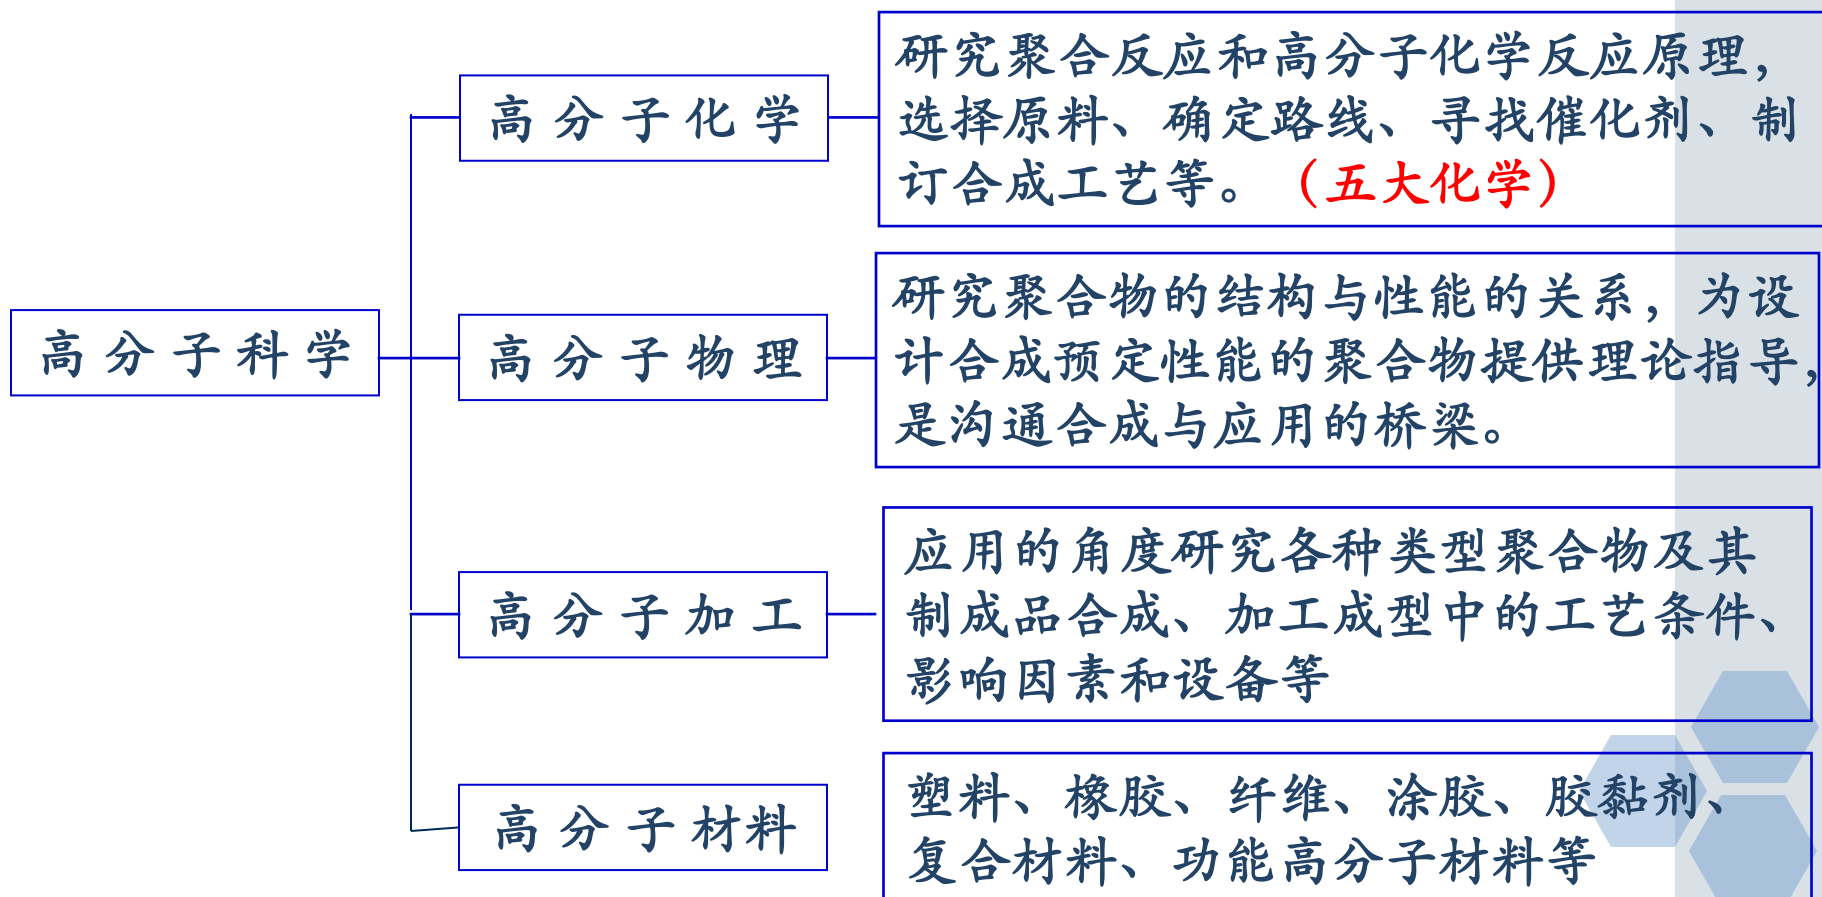 高分子科学
高分子化学
研究聚合反应和高分子化学反应原理，
选择原料、确定路线、寻找催化剂、制
订合成工艺等。（五大化学）
高分子物理
研究聚合物的结构与性能的关系，为设
计合成预定性能的聚合物提供理论指导，
是沟通合成与应用的桥梁。
高分子加工
应用的角度研究各种类型聚合物及其
制成品合成、加工成型中的工艺条件、
影响因素和设备等
高分子材料
塑料、橡胶、纤维、涂胶、胶黏剂、
复合材料、功能高分子材料等